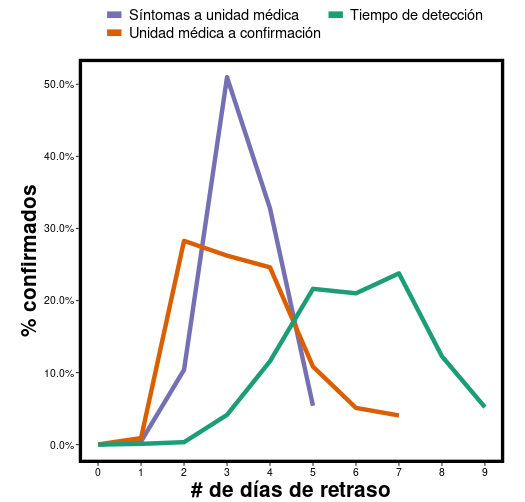 Síntomas a unidad médica
Tiempo de detección
Unidad médica a confirmación
50.0%
40.0%
30.0%
20.0%
10.0%
0.0%
% confirmados
0 1 2 3 4 5 6 7 8 9
# de días de retraso